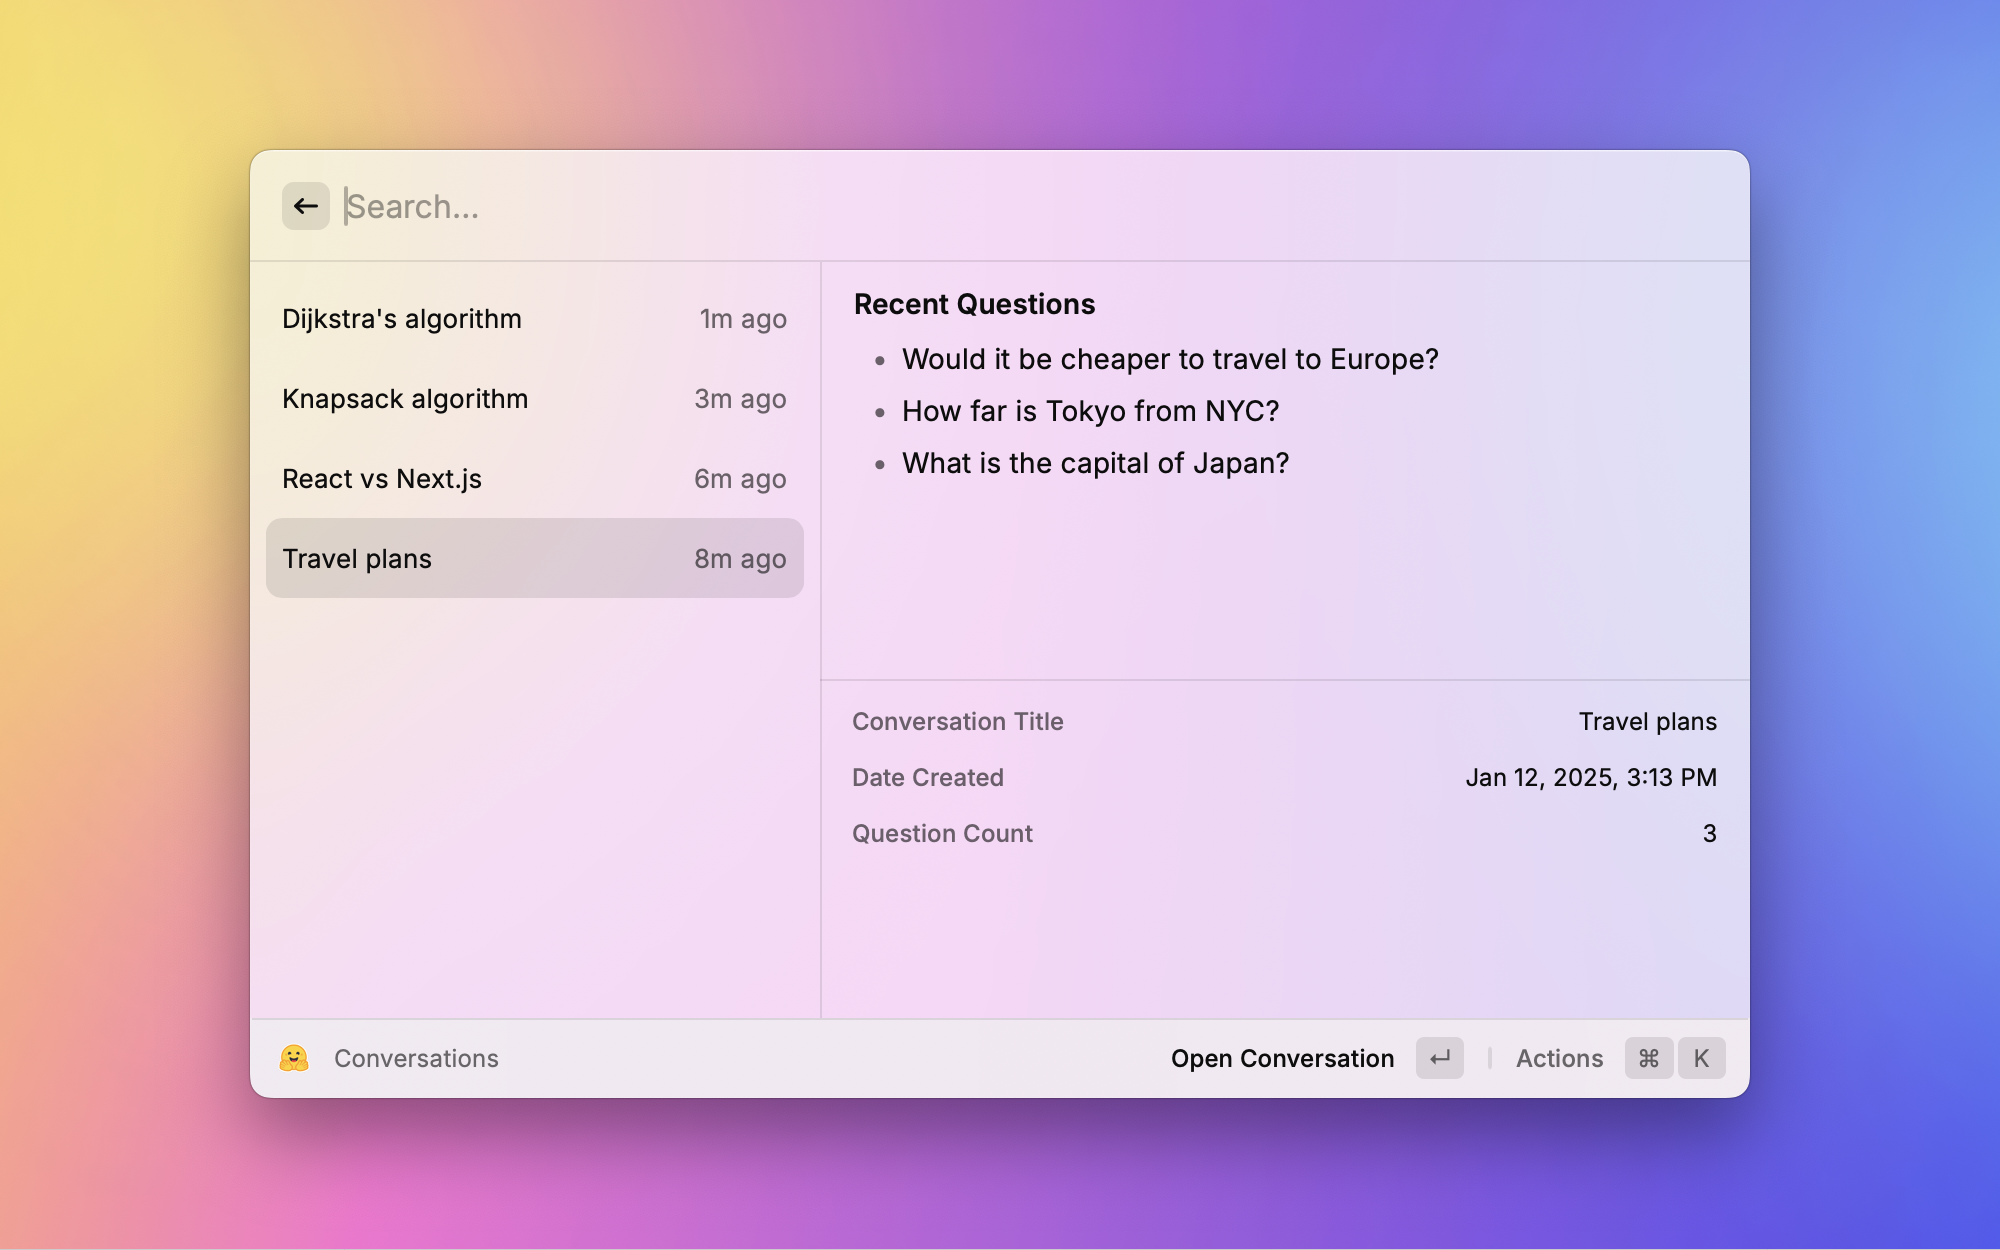 Search...
Dijkstra's algorithm 1m ago
Knapsack algorithm 3m ago
React vs Next.js 6m ago
Travel plans 8m ago
Recent Questions
• Would it be cheaper to travel to Europe?
• How far is Tokyo from NYC?
• What is the capital of Japan?
Conversation Title Travel plans
Date Created Jan 12, 2025, 3:13 PM
Question Count 3
Conversations Open Conversation ↵ Actions ⌘ K